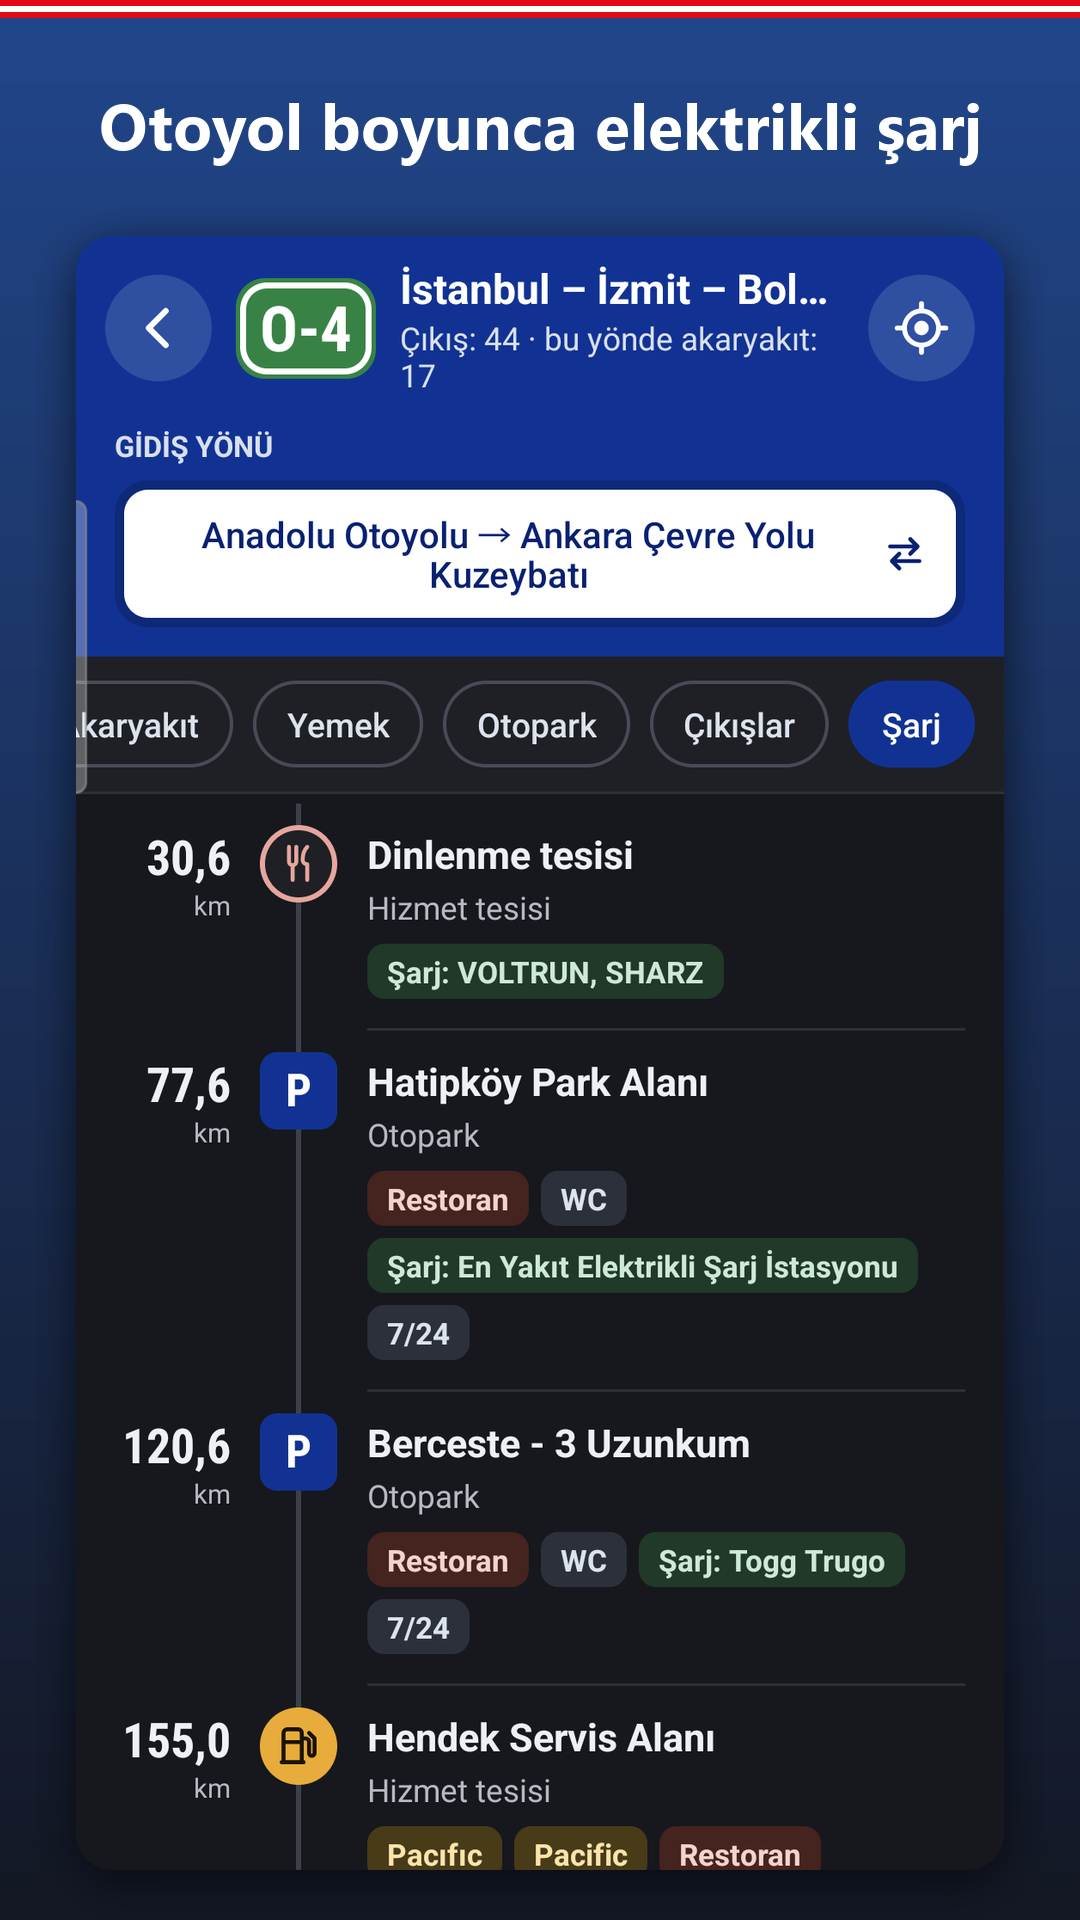 Otoyol boyunca elektrikli şarj
O-4
İstanbul – İzmit – Bol...
Çıkış: 44 · bu yönde akaryakıt:
17
GİDİŞ YÖNÜ
Anadolu Otoyolu → Ankara Çevre Yolu
Kuzeybatı
Akaryakıt
Yemek
Otopark
Çıkışlar
Şarj
30,6
km
Dinlenme tesisi
Hizmet tesisi
Şarj: VOLTRUN, SHARZ
77,6
km
P
Hatipköy Park Alanı
Otopark
Restoran
WC
Şarj: En Yakıt Elektrikli Şarj İstasyonu
7/24
120,6
km
P
Berceste - 3 Uzunkum
Otopark
Restoran
WC
Şarj: Togg Trugo
7/24
155,0
km
Hendek Servis Alanı
Hizmet tesisi
Pacıfıc
Pacific
Restoran